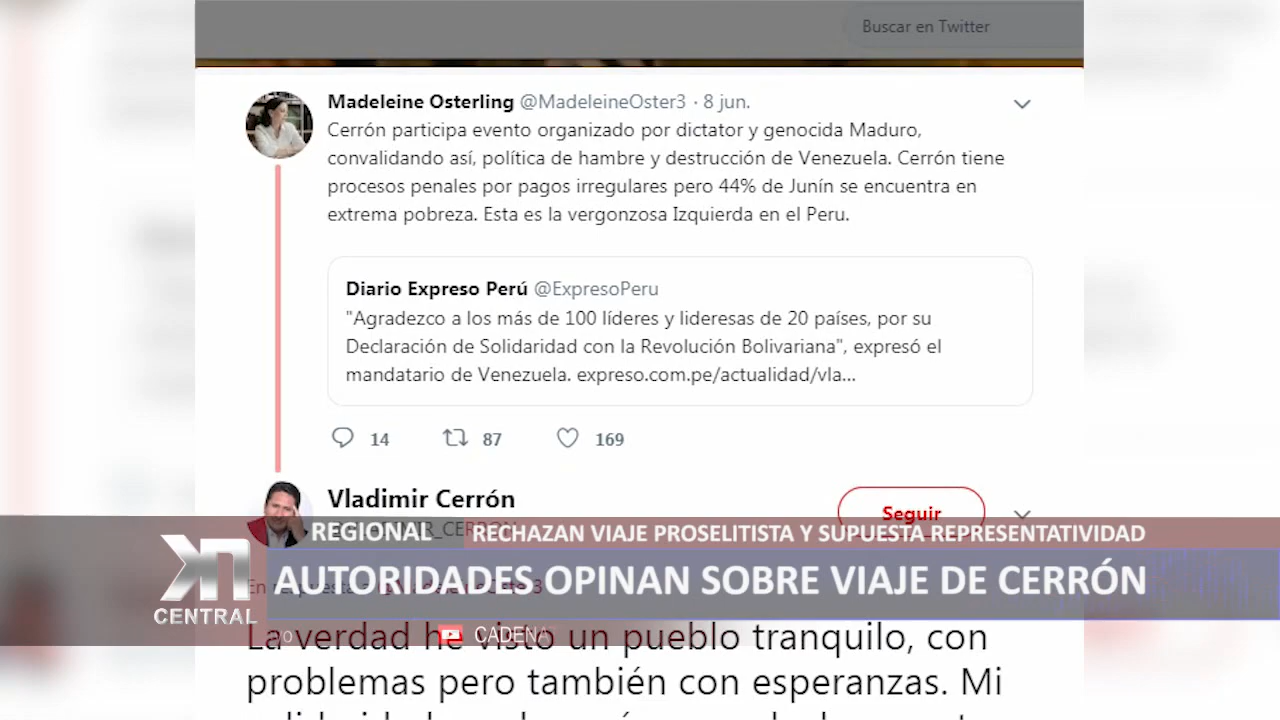 Buscar en Twitter
Madeleine Osterling @MadeleineOster3 · 8 jun.
Cerrón participa evento organizado por dictator y genocida Maduro,
convalidando así, política de hambre y destrucción de Venezuela. Cerrón tiene
procesos penales por pagos irregulares pero 44% de Junín se encuentra en
extrema pobreza. Esta es la vergonzosa Izquierda en el Peru.
Diario Expreso Perú @ExpresoPeru
"Agradezco a los más de 100 líderes y lideresas de 20 países, por su
Declaración de Solidaridad con la Revolución Bolivariana", expresó el
mandatario de Venezuela. expreso.com.pe/actualidad/vla...
14 87 169
Vladimir Cerrón
Seguir
REGIONAL RECHAZAN VIAJE PROSELITISTA Y SUPUESTA REPRESENTATIVIDAD
AUTORIDADES OPINAN SOBRE VIAJE DE CERRÓN
CENTRAL
CADENA
La verdad he visto un pueblo tranquilo, con
problemas pero también con esperanzas. Mi